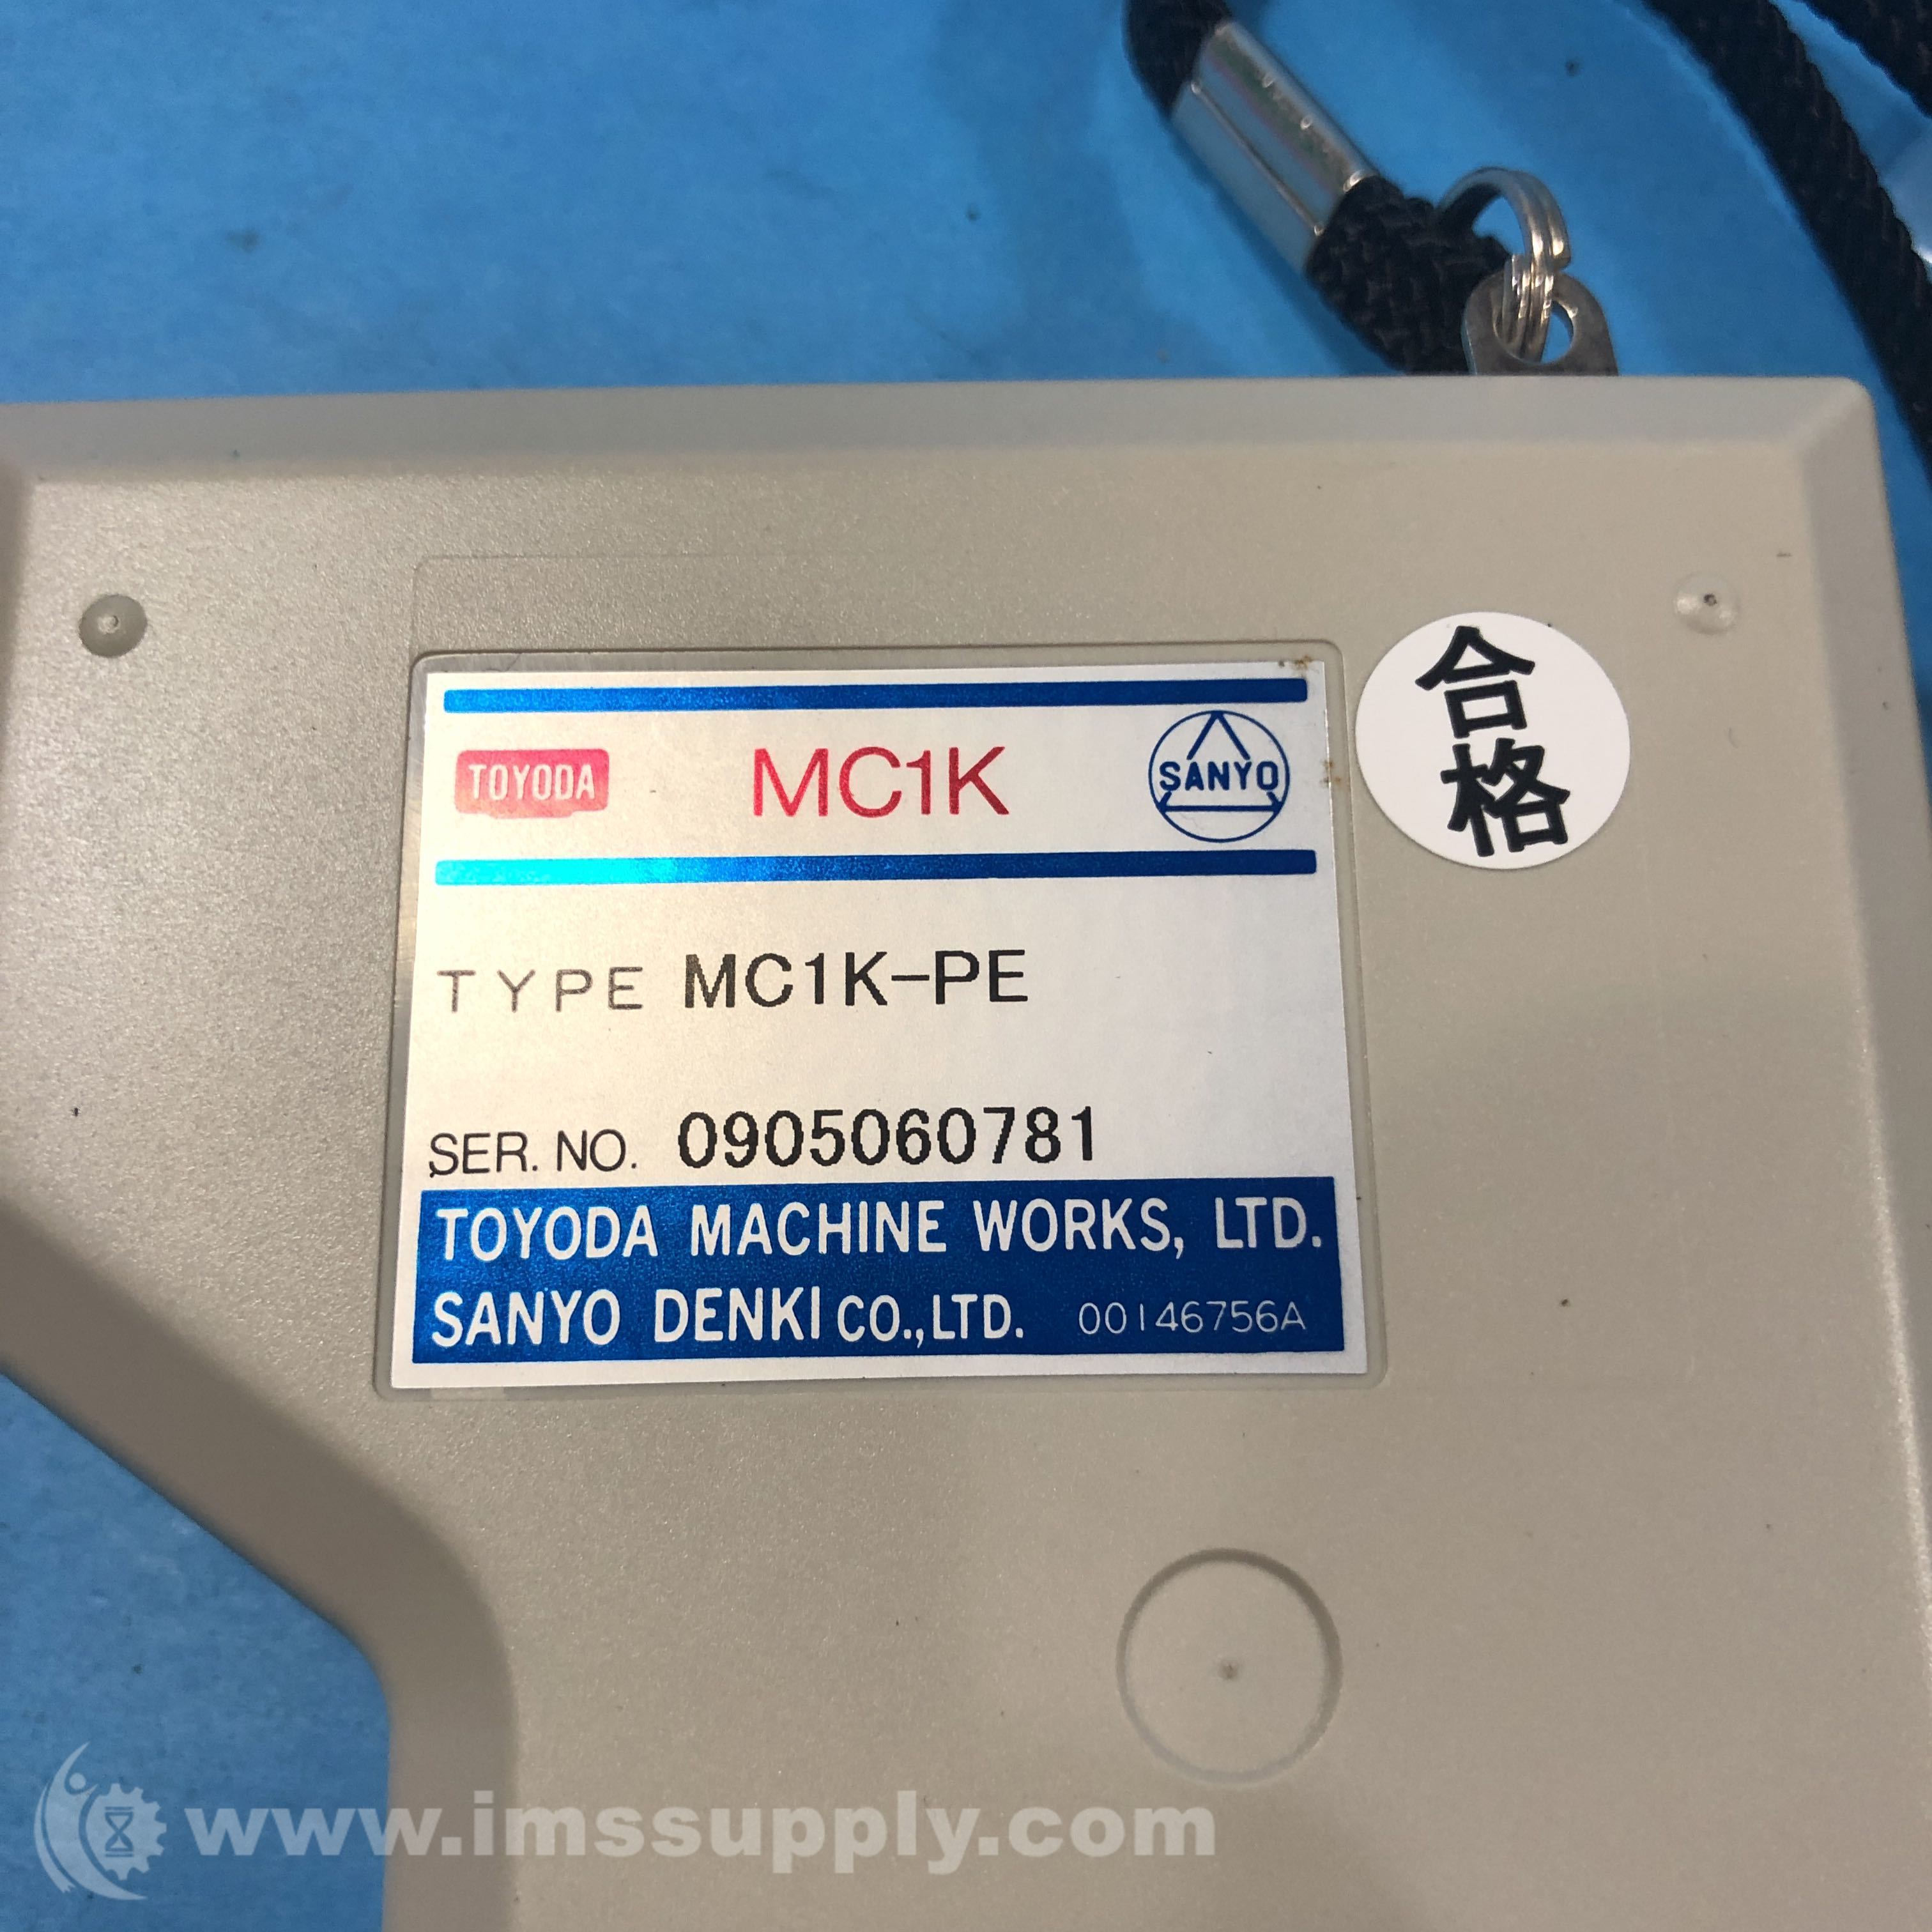 TOYODA MC1K SANYO
合格
TYPE MC1K-PE
SER. NO. 0905060781
TOYODA MACHINE WORKS, LTD.
SANYO DENKI CO., LTD. 00146756A
www.imssupply.com